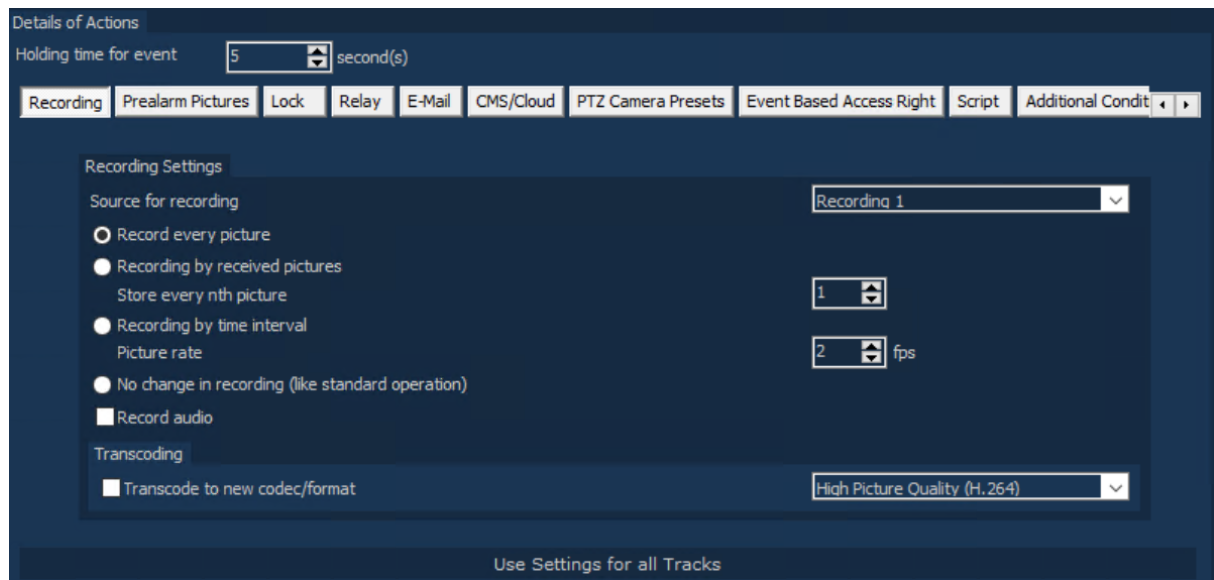 Details of Actions
Holding time for event 5 second(s)
Recording Prealarm Pictures Lock Relay E-Mail CMS/Cloud PTZ Camera Presets Event Based Access Right Script Additional Condit
Recording Settings
Source for recording Recording 1
Record every picture
Recording by received pictures
Store every nth picture 1
Recording by time interval
Picture rate 2 fps
No change in recording (like standard operation)
Record audio
Transcoding
Transcode to new codec/format High Picture Quality (H.264)
Use Settings for all Tracks